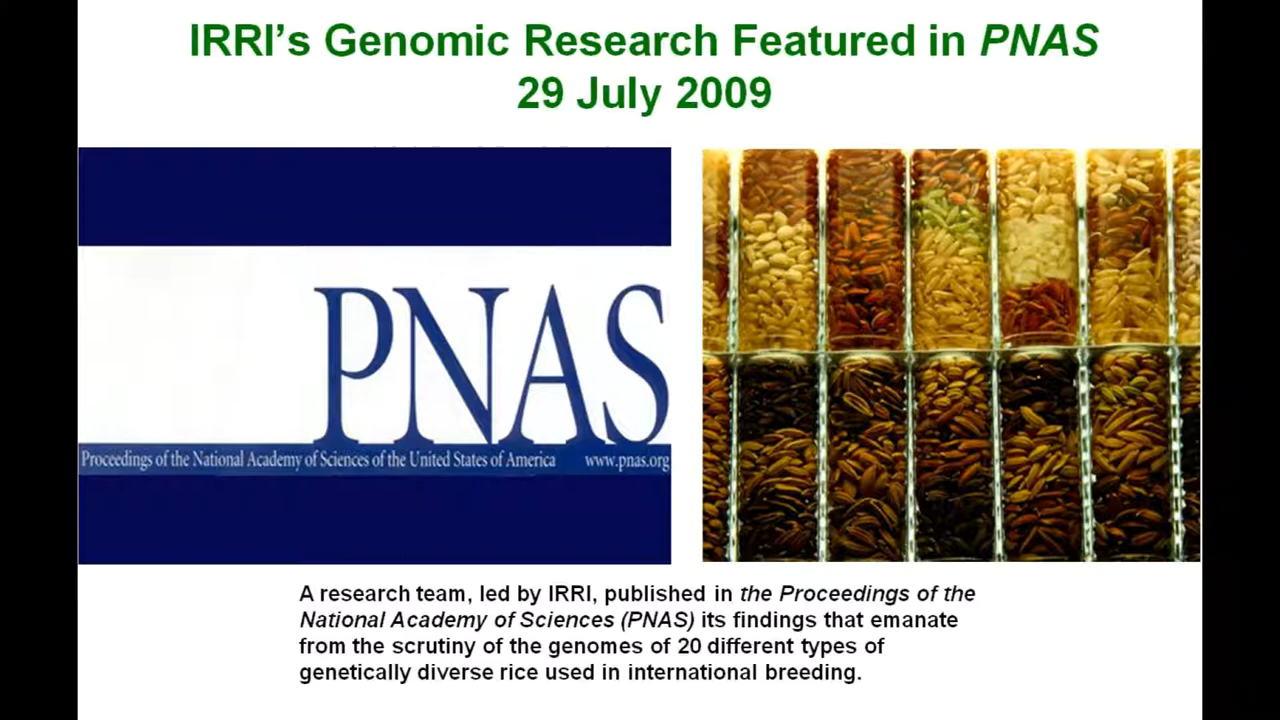 IRRI’s Genomic Research Featured in PNAS
29 July 2009
PNAS
Proceedings of the National Academy of Sciences of the United States of America www.pnas.org
A research team, led by IRRI, published in the Proceedings of the
National Academy of Sciences (PNAS) its findings that emanate
from the scrutiny of the genomes of 20 different types of
genetically diverse rice used in international breeding.